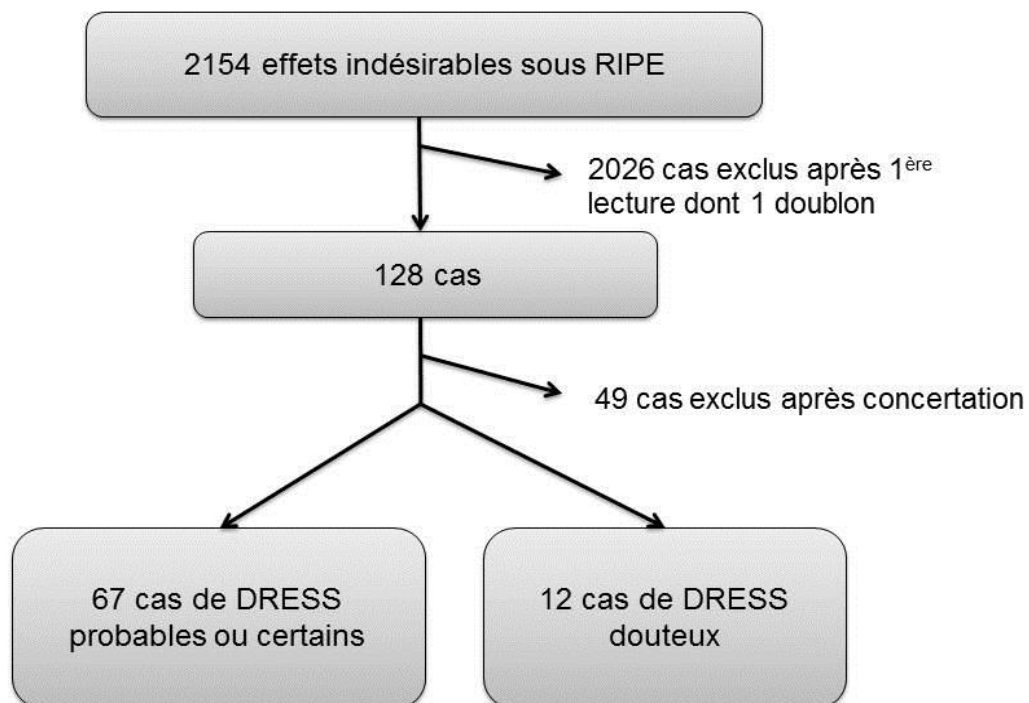 2154 effets indésirables sous RIPE
2026 cas exclus après 1ère
lecture dont 1 doublon
128 cas
49 cas exclus après concertation
67 cas de DRESS
probables ou certains
12 cas de DRESS
douteux